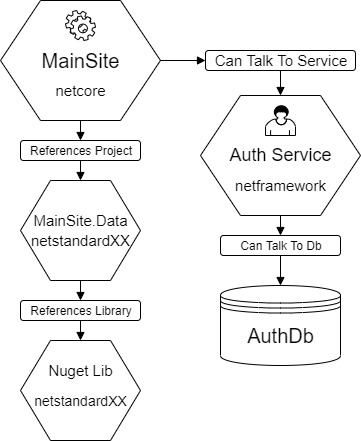 MainSite
netcore
Can Talk To Service
References Project
Auth Service
netframework
MainSite.Data
netstandardXX
Can Talk To Db
References Library
AuthDb
Nuget Lib
netstandardXX